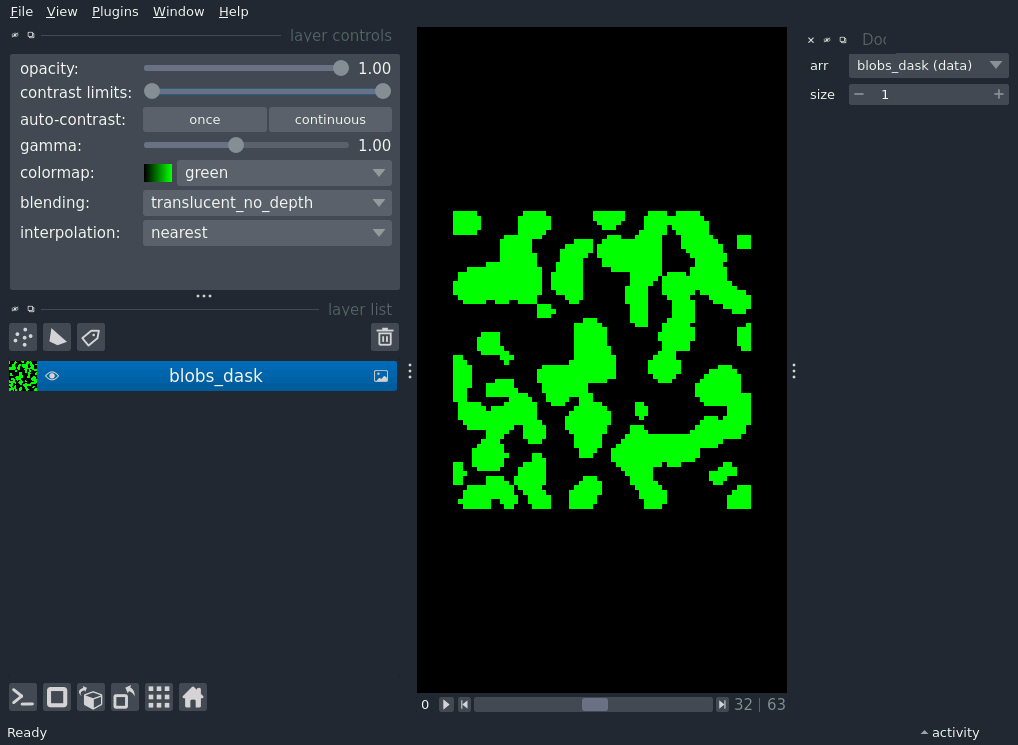 File View Plugins Window Help
layer controls
opacity: 1.00
contrast limits:
auto-contrast: once continuous
gamma: 1.00
colormap: green
blending: translucent_no_depth
interpolation: nearest
layer list
blobs_dask
Ready
0 32 | 63
arr blobs_dask (data)
size − 1 +
activity